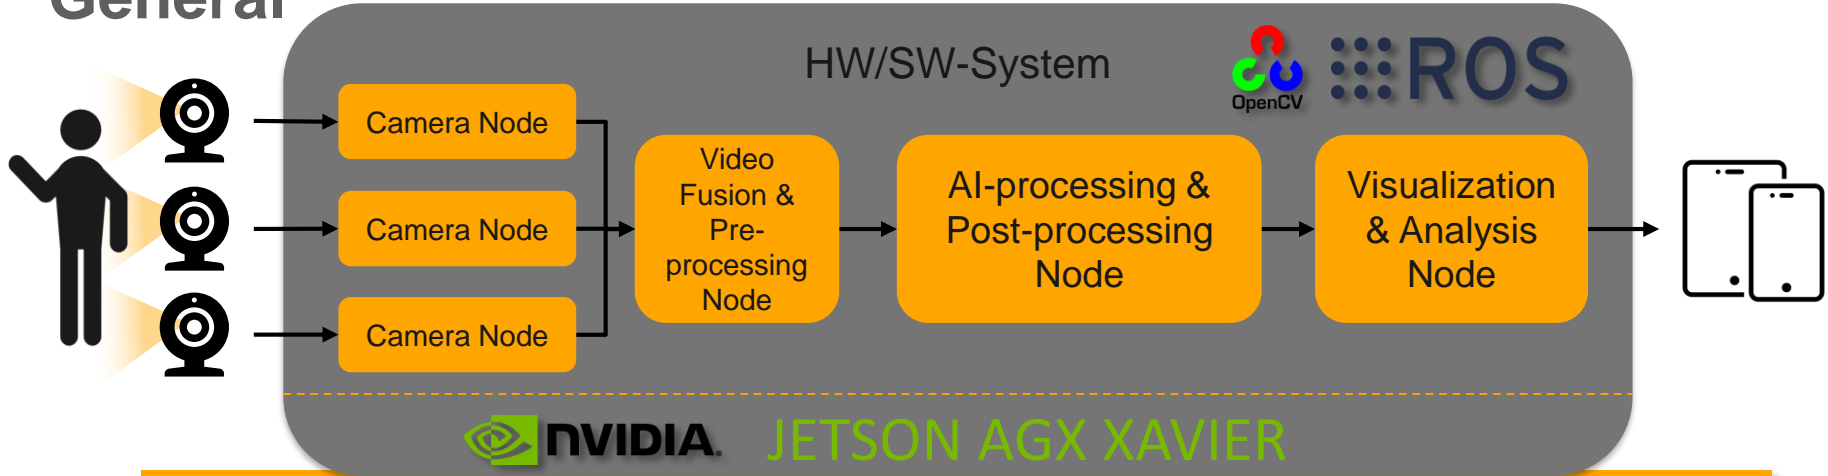 General
HW/SW-System
OpenCV
ROS
Camera Node
Camera Node
Camera Node
Video
Fusion &
Pre-
processing
Node
AI-processing &
Post-processing
Node
Visualization
& Analysis
Node
NVIDIA.
JETSON AGX XAVIER